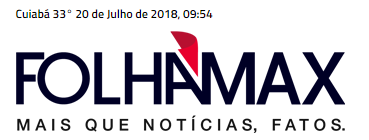 Cuiabá 33° 20 de Julho de 2018, 09:54
FOLHAMAX
MAIS QUE NOTÍCIAS, FATOS.